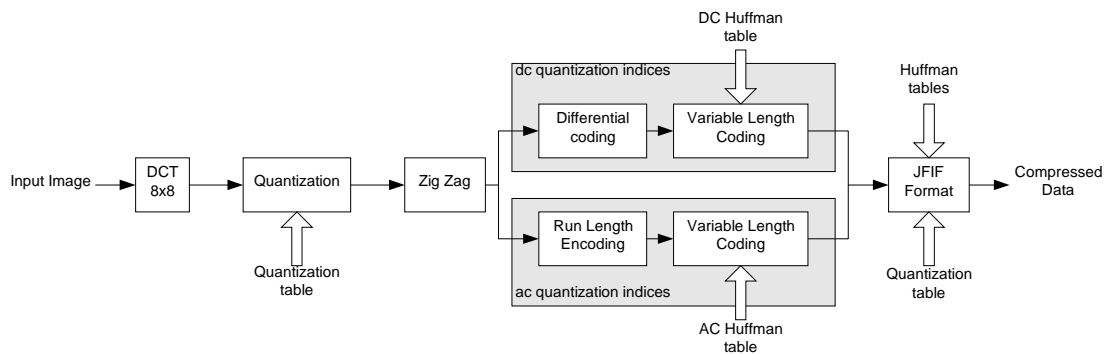 DC Huffman
table
dc quantization indices
Huffman
tables
Differential
coding
Variable Length
Coding
Input Image
DCT
8x8
Quantization
Zig Zag
JFIF
Format
Compressed
Data
Run Length
Encoding
Variable Length
Coding
Quantization
table
ac quantization indices
Quantization
table
AC Huffman
table